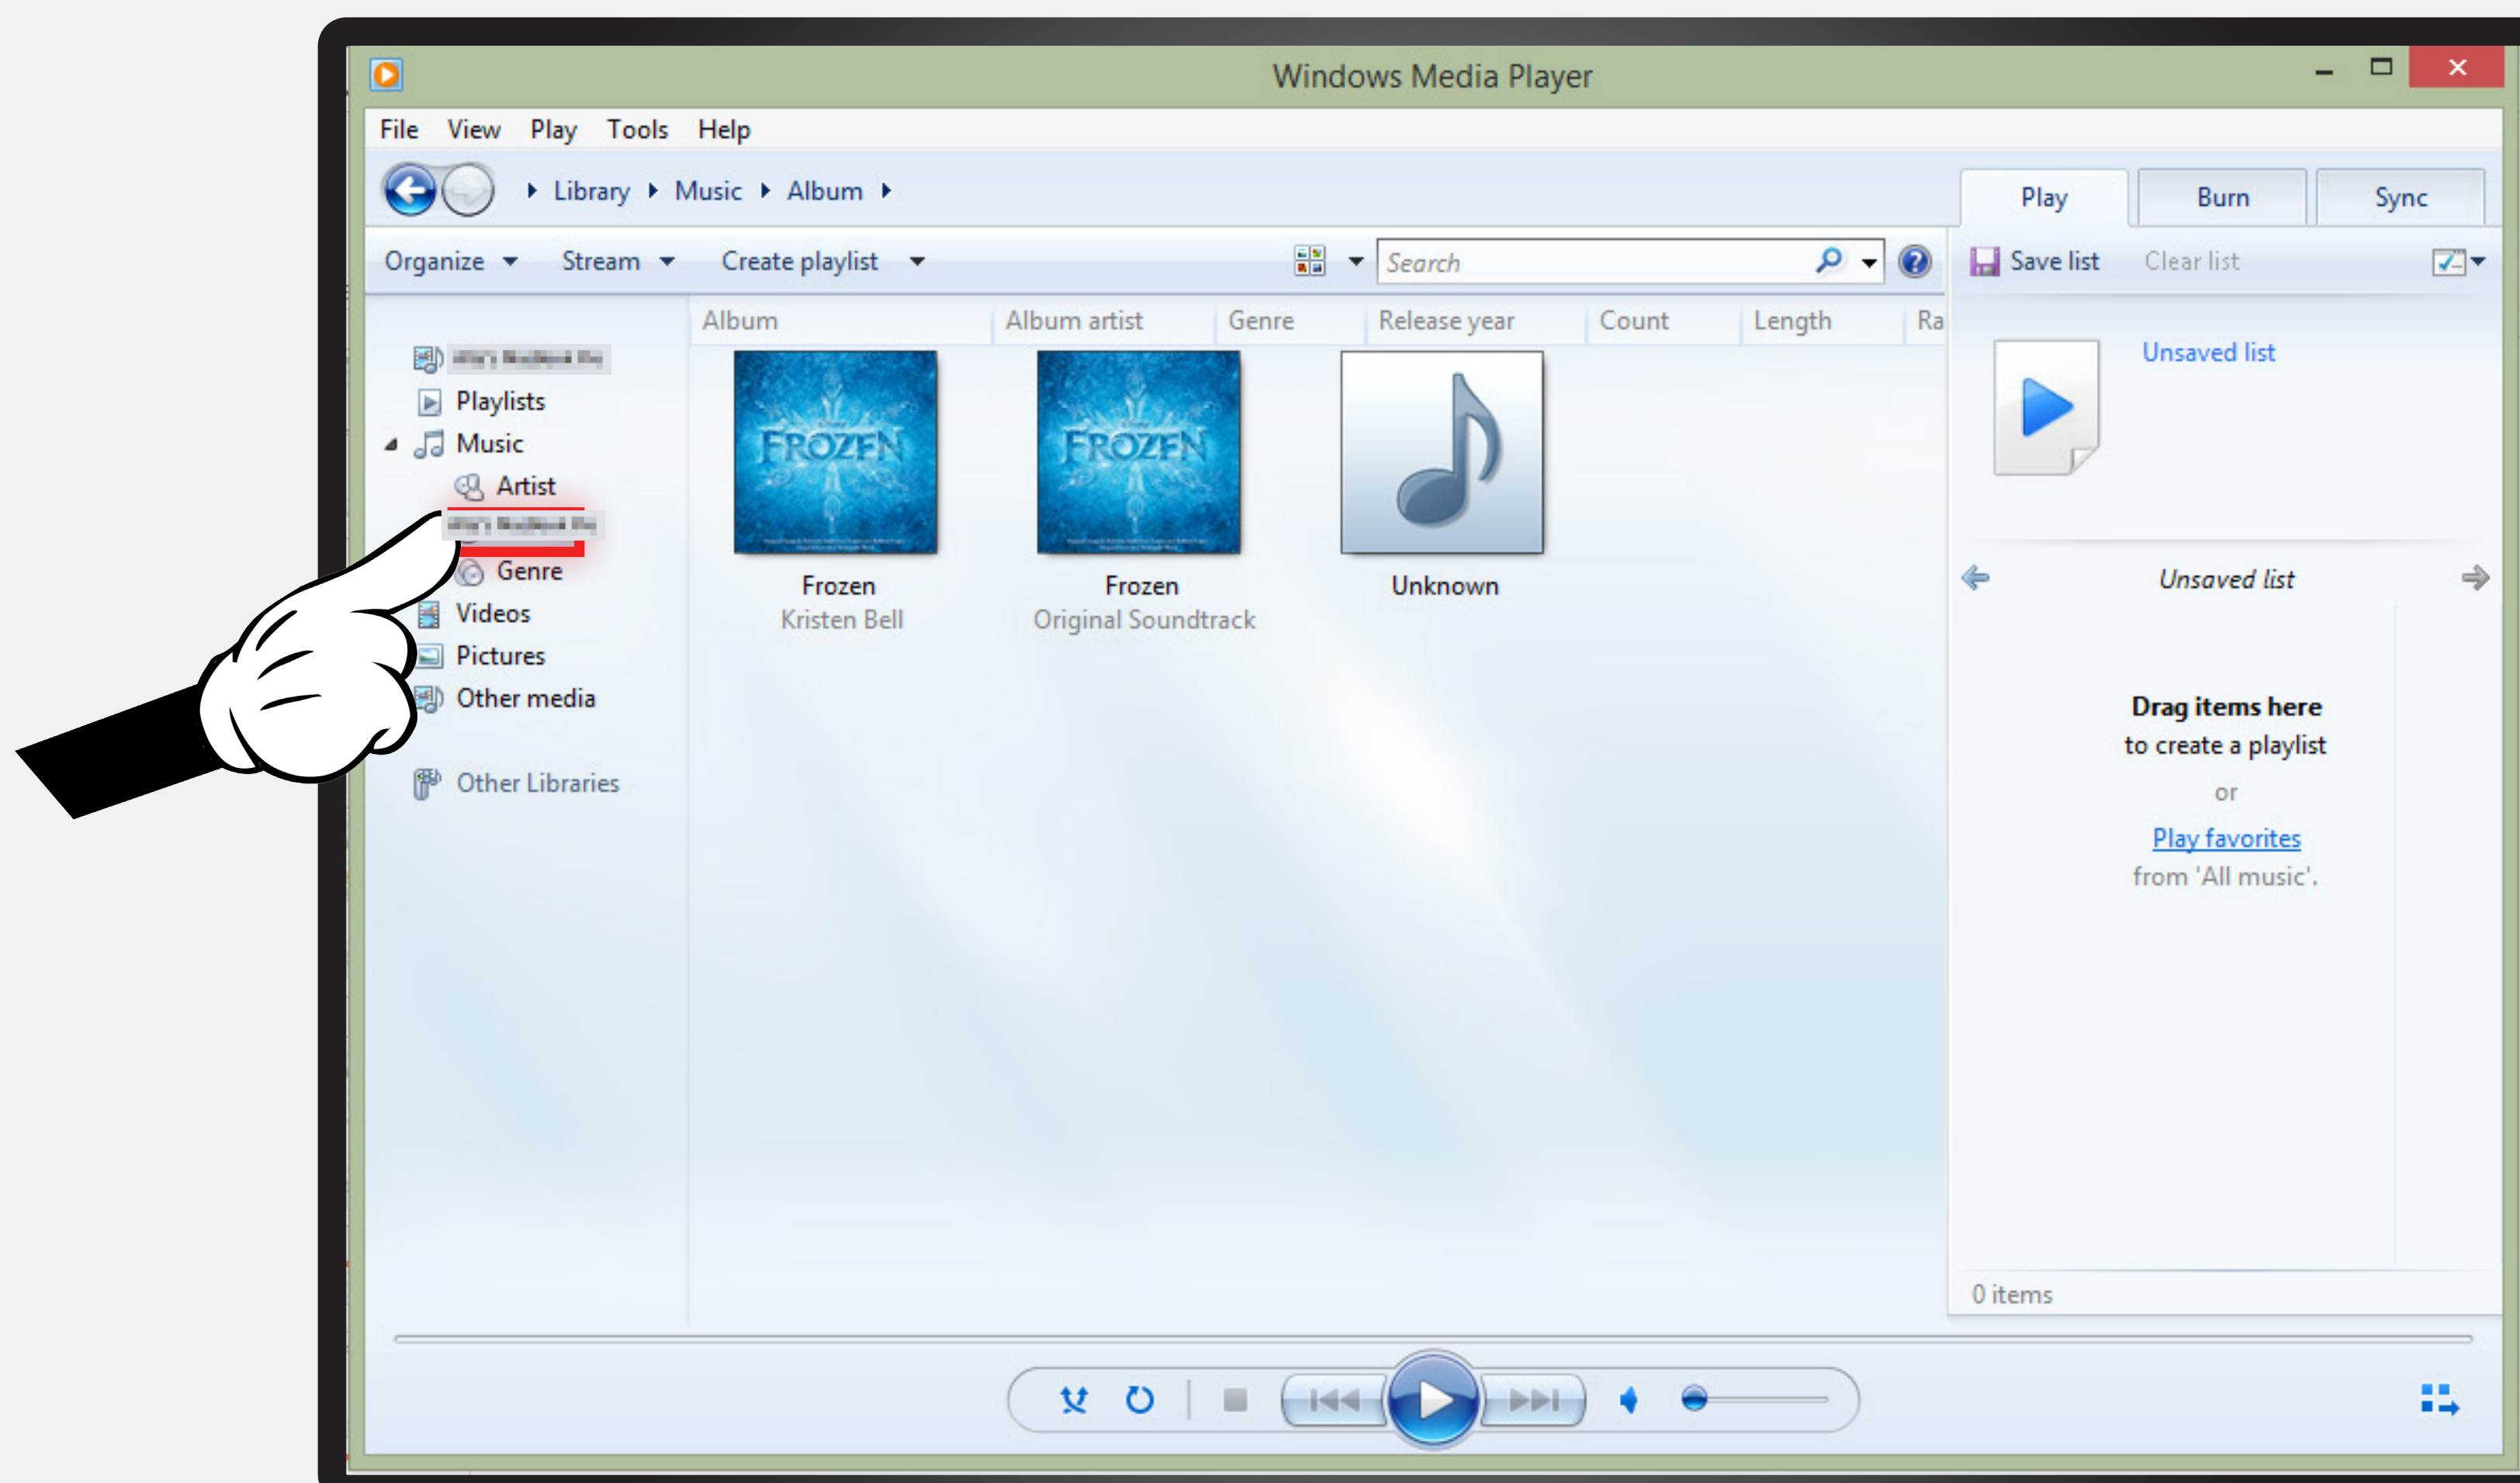 Windows Media Player
File View Play Tools Help
Library Music Album
Play Burn Sync
Organize Stream Create playlist Search Save list Clear list
Album Album artist Genre Release year Count Length Ra
Playlists
Music
Artist
Genre
Videos
Pictures
Other media
Other Libraries
FROZEN
Frozen
Kristen Bell
FROZEN
Frozen
Original Soundtrack
Unknown
Unsaved list
Unsaved list
Drag items here
to create a playlist
or
Play favorites
from 'All music'.
0 items